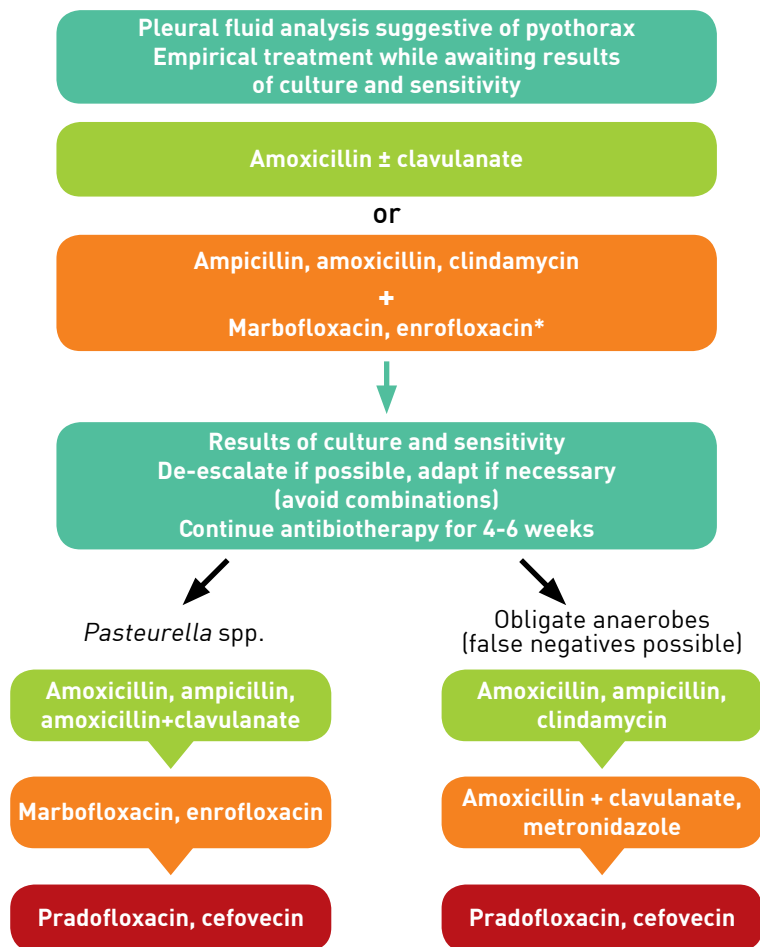 Pleural fluid analysis suggestive of pyothorax
Empirical treatment while awaiting results
of culture and sensitivity
Amoxicillin ± clavulanate
or
Ampicillin, amoxicillin, clindamycin
+
Marbofloxacin, enrofloxacin*
Results of culture and sensitivity
De-escalate if possible, adapt if necessary
(avoid combinations)
Continue antibiotherapy for 4-6 weeks
Pasteurella spp.
Amoxicillin, ampicillin,
amoxicillin+clavulanate
Marbofloxacin, enrofloxacin
Pradofloxacin, cefovecin
Obligate anaerobes
(false negatives possible)
Amoxicillin, ampicillin,
clindamycin
Amoxicillin + clavulanate,
metronidazole
Pradofloxacin, cefovecin